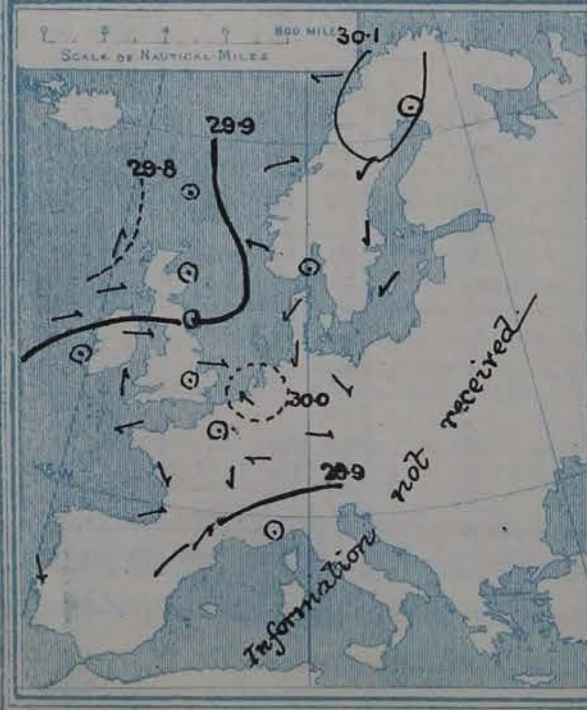 800 MILES
SCALE OF NAUTICAL MILES
30·1
29·9
29·8
30·0
29·9
45°N
Information not received.